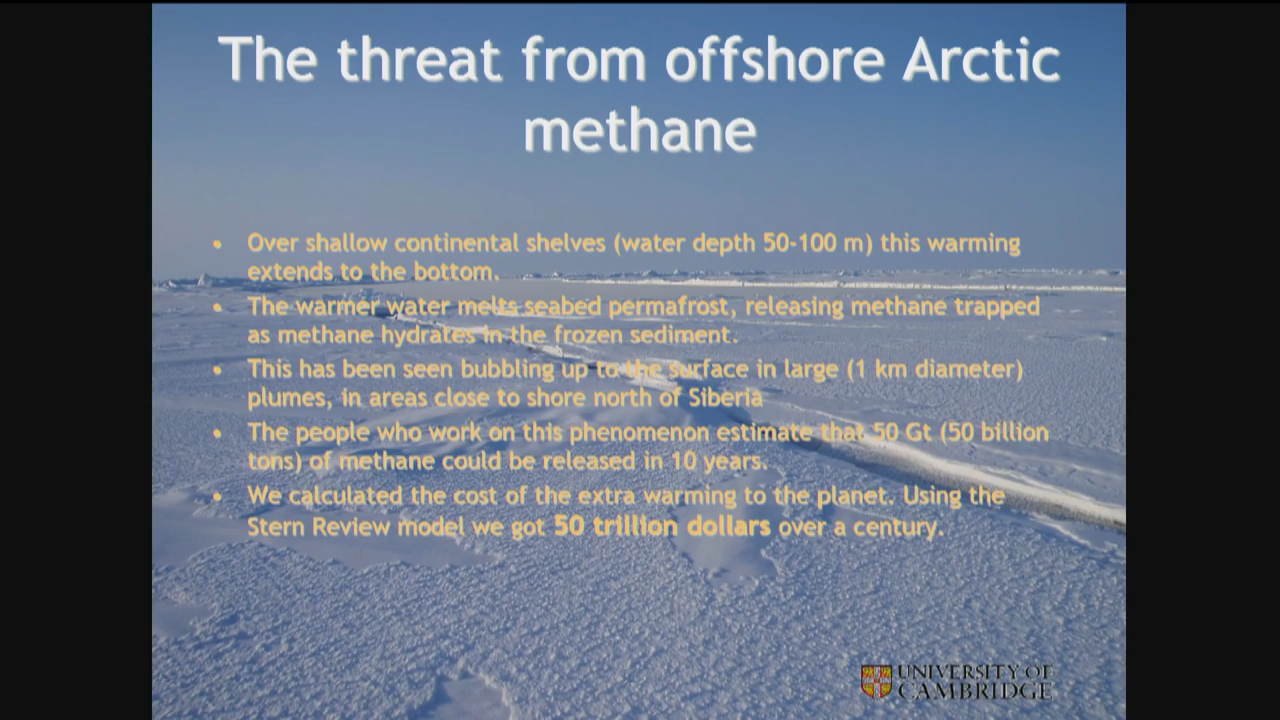 The threat from offshore Arctic
methane
• Over shallow continental shelves (water depth 50-100 m) this warming
extends to the bottom.
• The warmer water melts seabed permafrost, releasing methane trapped
as methane hydrates in the frozen sediment.
• This has been seen bubbling up to the surface in large (1 km diameter)
plumes, in areas close to shore north of Siberia
• The people who work on this phenomenon estimate that 50 Gt (50 billion
tons) of methane could be released in 10 years.
• We calculated the cost of the extra warming to the planet. Using the
Stern Review model we got 50 trillion dollars over a century.
UNIVERSITY OF
CAMBRIDGE